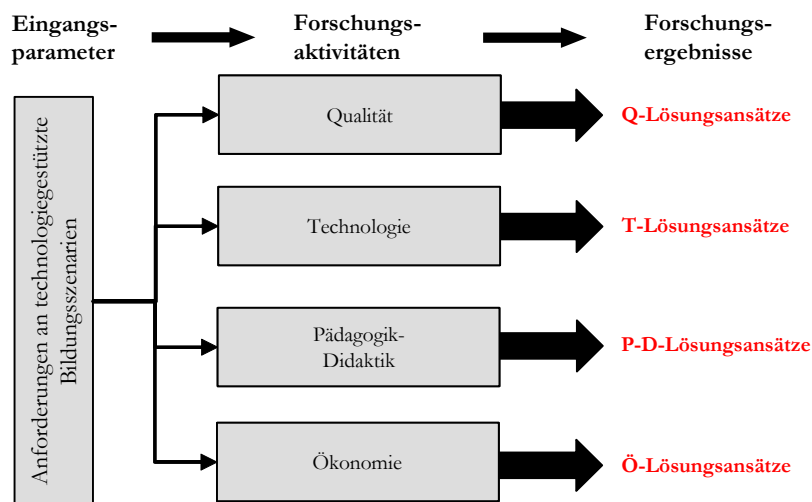 Eingangs-
parameter
Forschungs-
aktivitäten
Forschungs-
ergebnisse
Anforderungen an technologiegestützte
Bildungsszenarien
Qualität
Q-Lösungsansätze
Technologie
T-Lösungsansätze
Pädagogik-
Didaktik
P-D-Lösungsansätze
Ökonomie
Ö-Lösungsansätze